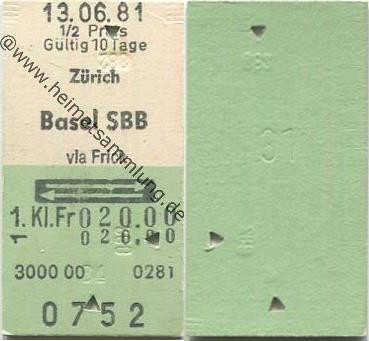 13.06.81
1/2 Preis
Gültig 10 Tage
Zürich
Basel SBB
via Frick
1. Kl. Fr 020.00
1 020.00
3000 00 0281
0752
@www.heimatsammlung.de